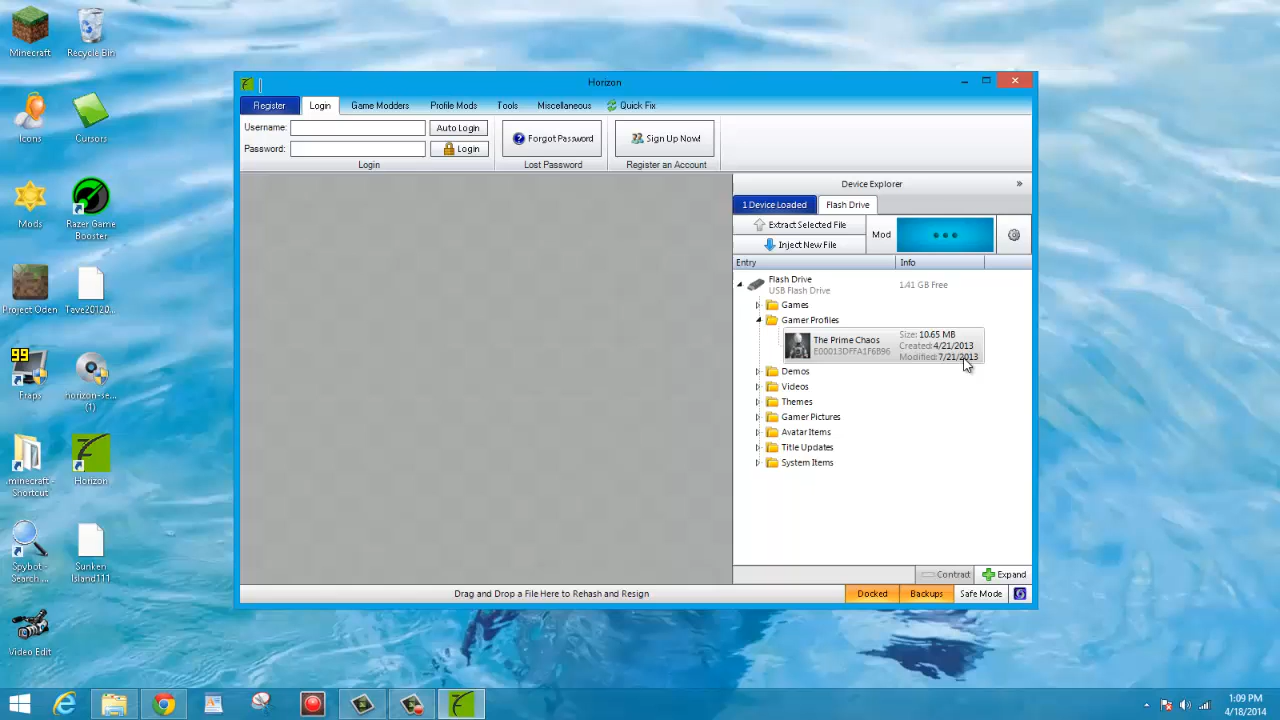 Minecraft
Recycle Bin
Icons
Cursors
Mods
Razer Game
Booster
Project Oden
Tave20120...
99
Fraps
horizon-se...
(1)
.minecraft -
Shortcut
Horizon
Spybot -
Search ...
Sunken
Island111
Video Edit
Horizon
Register
Login
Game Modders
Profile Mods
Tools
Miscellaneous
Quick Fix
Username:
Auto Login
Password:
Login
Forgot Password
Sign Up Now!
Login
Lost Password
Register an Account
Device Explorer
»
1 Device Loaded
Flash Drive
Extract Selected File
Inject New File
Mod
Entry
Info
Flash Drive
USB Flash Drive
1.41 GB Free
Games
Gamer Profiles
The Prime Chaos
E00013DFFA1F6B96
Size: 10.65 MB
Created: 4/21/2013
Modified: 7/21/2013
Demos
Videos
Themes
Gamer Pictures
Avatar Items
Title Updates
System Items
Contract
Expand
Drag and Drop a File Here to Rehash and Resign
Docked
Backups
Safe Mode
1:09 PM
4/18/2014